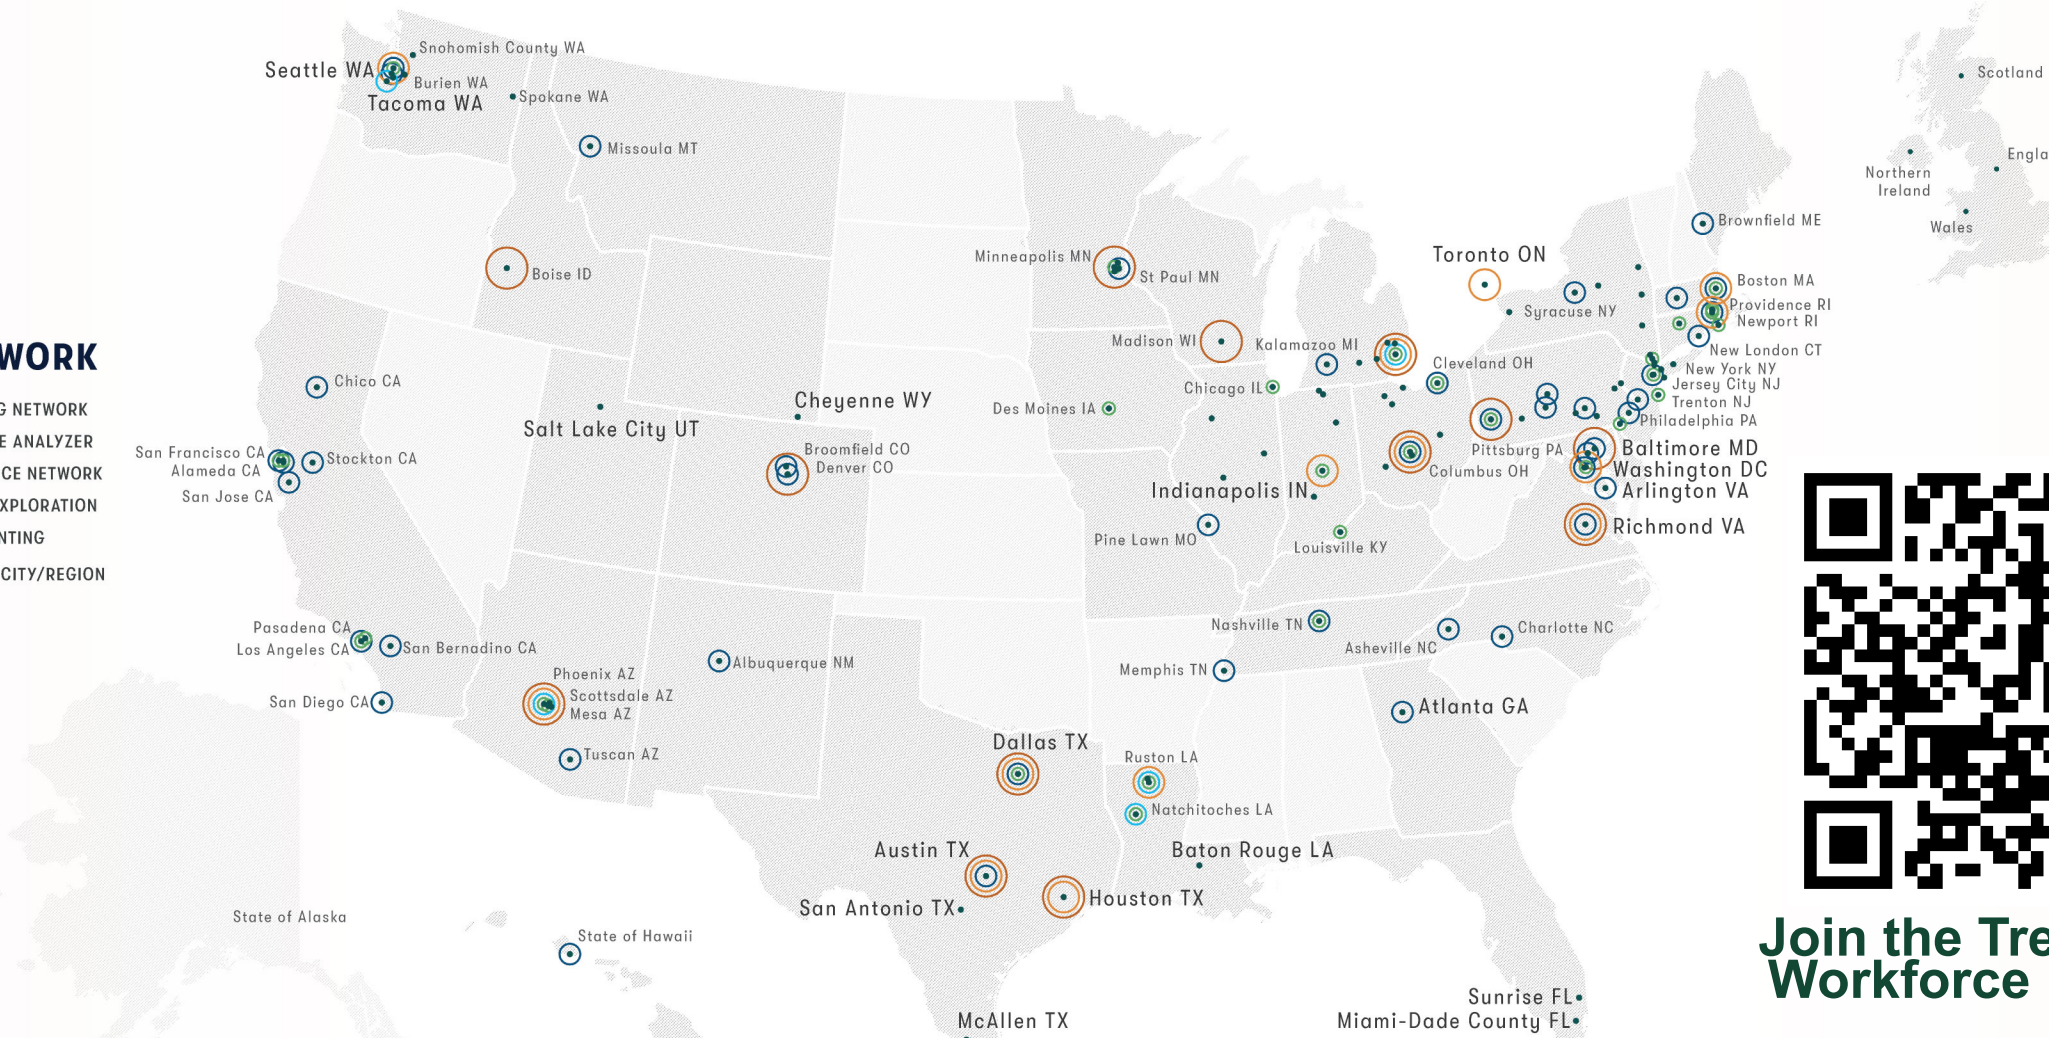 Snohomish County WA
Seattle WA
Burien WA
Tacoma WA
Spokane WA
Missoula MT
Boise ID
Minneapolis MN
St Paul MN
Madison WI
Kalamazoo MI
Chicago IL
Des Moines IA
Cleveland OH
Toronto ON
Syracuse NY
Brownfield ME
Boston MA
Providence RI
Newport RI
New London CT
New York NY
Jersey City NJ
Trenton NJ
Philadelphia PA
Pittsburg PA
Baltimore MD
Washington DC
Arlington VA
Richmond VA
Columbus OH
Indianapolis IN
Louisville KY
Pine Lawn MO
Scotland
Northern
Ireland
Wales
WORK
G NETWORK
E ANALYZER
CE NETWORK
XPLORATION
NTING
CITY/REGION
Chico CA
San Francisco CA
Alameda CA
Stockton CA
San Jose CA
Salt Lake City UT
Cheyenne WY
Broomfield CO
Denver CO
Pasadena CA
Los Angeles CA
San Bernadino CA
San Diego CA
Phoenix AZ
Scottsdale AZ
Mesa AZ
Tuscan AZ
Albuquerque NM
Nashville TN
Memphis TN
Asheville NC
Charlotte NC
Atlanta GA
Dallas TX
Ruston LA
Natchitoches LA
Baton Rouge LA
Austin TX
Houston TX
San Antonio TX
McAllen TX
State of Alaska
State of Hawaii
Sunrise FL
Miami-Dade County FL
Join the Tre
Workforce